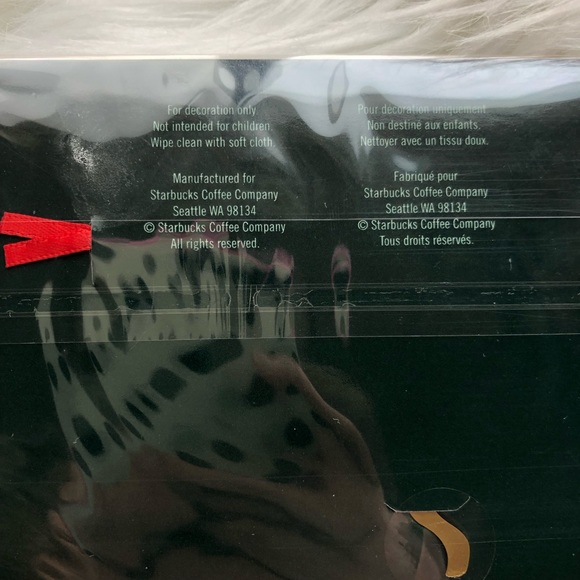 For decoration only
Not intended for children.
Wipe clean with soft cloth.
Manufactured for
Starbucks Coffee Company
Seattle WA 98134
© Starbucks Coffee Company
All rights reserved.
Pour décoration uniquement.
Non destiné aux enfants.
Nettoyer avec un tissu doux.
Fabriqué pour
Starbucks Coffee Company
Seattle WA 98134
© Starbucks Coffee Company
Tous droits réservés.